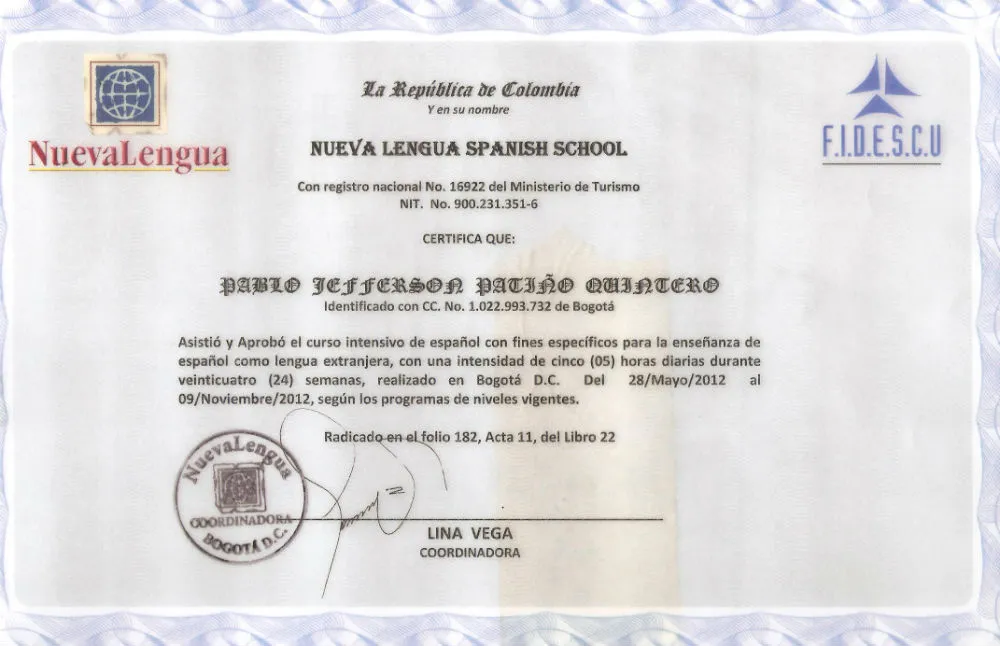 La República de Colombia
Y en su nombre
NuevaLengua
F.I.D.E.S.C.U
NUEVA LENGUA SPANISH SCHOOL
Con registro nacional No. 16922 del Ministerio de Turismo
NIT. No. 900.231.351-6
CERTIFICA QUE:
PABLO JEFFERSON PATIÑO QUINTERO
Identificado con CC. No. 1.022.993.732 de Bogotá
Asistió y Aprobó el curso intensivo de español con fines específicos para la enseñanza de
español como lengua extranjera, con una intensidad de cinco (05) horas diarias durante
veinticuatro (24) semanas, realizado en Bogotá D.C. Del 28/Mayo/2012 al
09/Noviembre/2012, según los programas de niveles vigentes.
Radicado en el folio 182, Acta 11, del Libro 22
NuevaLengua
COORDINADORA
BOGOTÁ D.C.
LINA VEGA
COORDINADORA